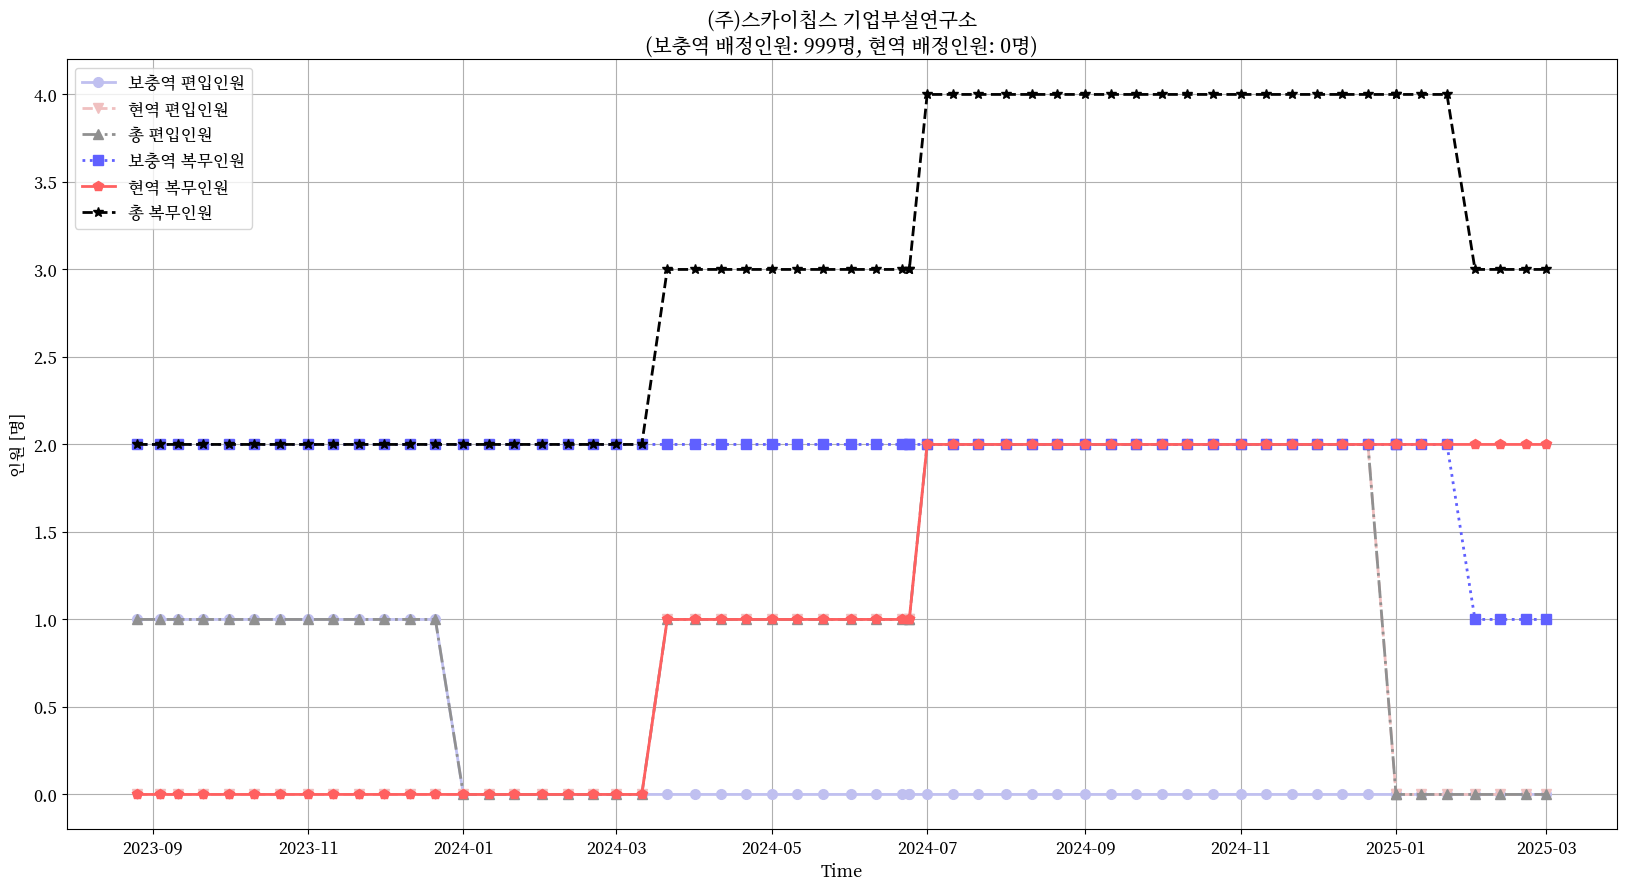 (주)스카이칩스 기업부설연구소
(보충역 배정인원: 999명, 현역 배정인원: 0명)
보충역 편입인원
현역 편입인원
총 편입인원
보충역 복무인원
현역 복무인원
총 복무인원
4.0
3.5
3.0
2.5
2.0
1.5
1.0
0.5
0.0
인원 [명]
2023-09 2023-11 2024-01 2024-03 2024-05 2024-07 2024-09 2024-11 2025-01 2025-03
Time